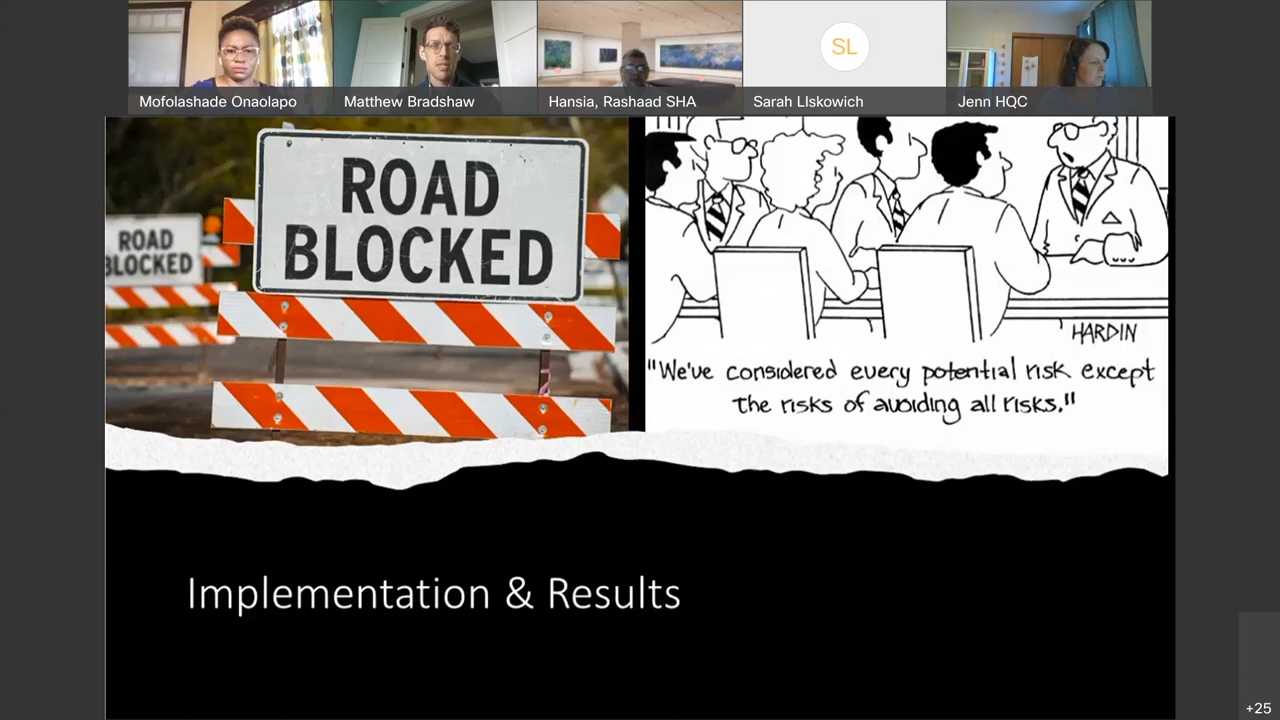 Mofolashade Onaolapo
Matthew Bradshaw
Hansia, Rashaad SHA
SL
Sarah LIskowich
Jenn HQC
ROAD
BLOCKED
ROAD
BLOCKED
HARDIN
"We've considered every potential risk except
the risks of avoiding all risks."
Implementation & Results
+25